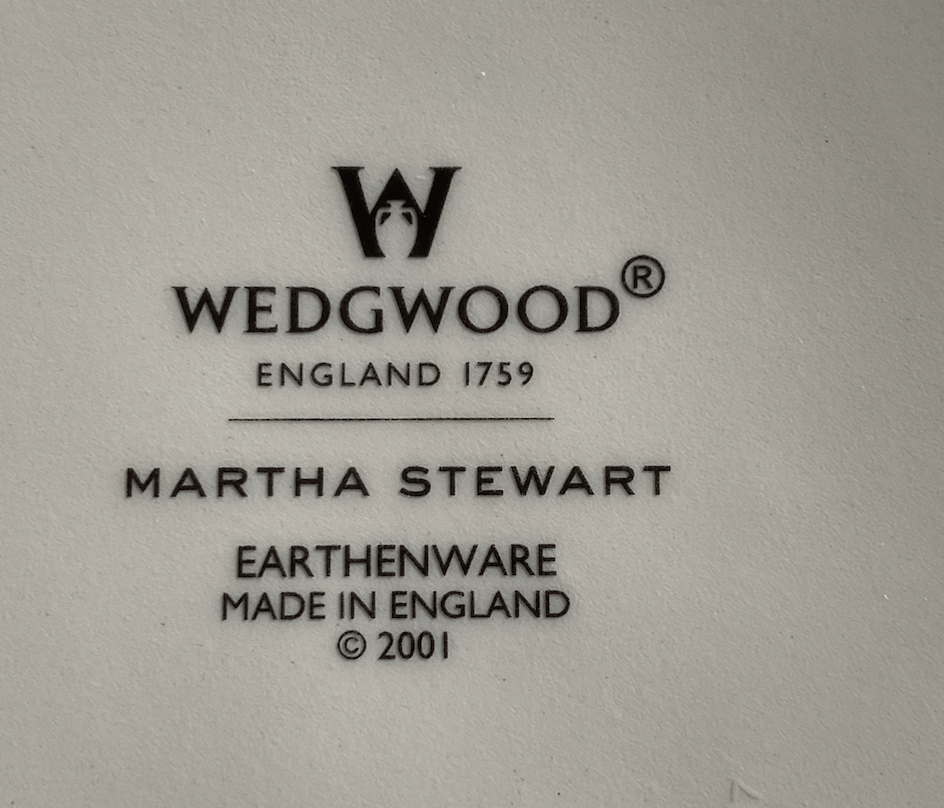 W
WEDGWOOD®
ENGLAND 1759
MARTHA STEWART
EARTHENWARE
MADE IN ENGLAND
© 2001